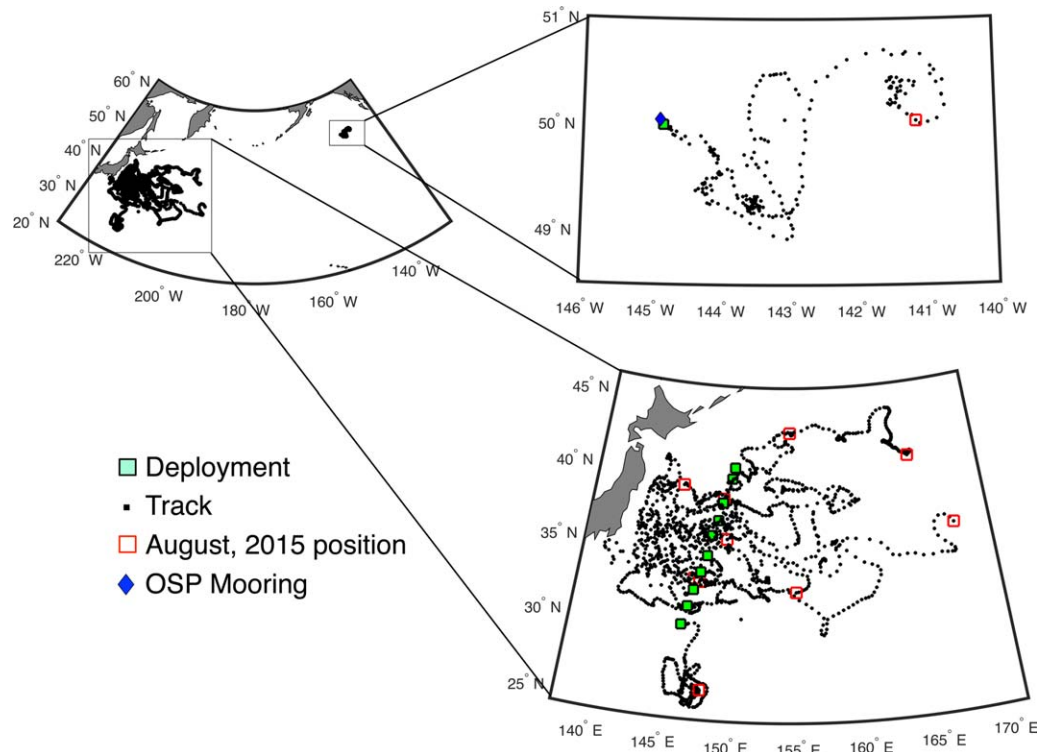 60° N
50° N
40° N
30° N
20° N
220° W
200° W
180° W
160° W
140° W
51° N
50° N
49° N
146° W
145° W
144° W
143° W
142° W
141° W
140° W
Deployment
Track
August, 2015 position
OSP Mooring
45° N
40° N
35° N
30° N
25° N
140° E
145° E
150° E
155° E
160° E
165° E
170° E